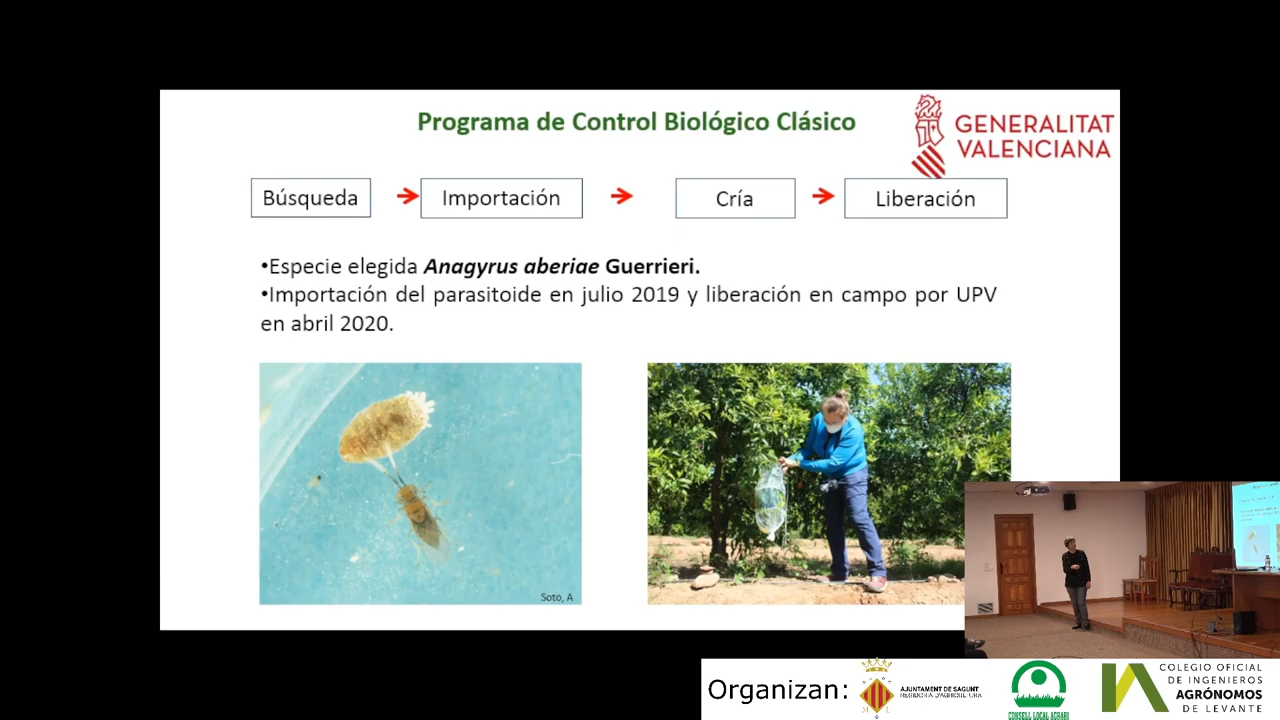 Programa de Control Biológico Clásico
GENERALITAT
VALENCIANA
Búsqueda
Importación
Cría
Liberación
•Especie elegida Anagyrus aberiae Guerrieri.
•Importación del parasitoide en julio 2019 y liberación en campo por UPV
en abril 2020.
Soto, A
Organizan:
AJUNTAMENT DE SAGUNT
REGIDORIA D'AGRICULTURA
CONSELL LOCAL AGRARI
COLEGIO OFICIAL
DE INGENIEROS
AGRÓNOMOS
DE LEVANTE